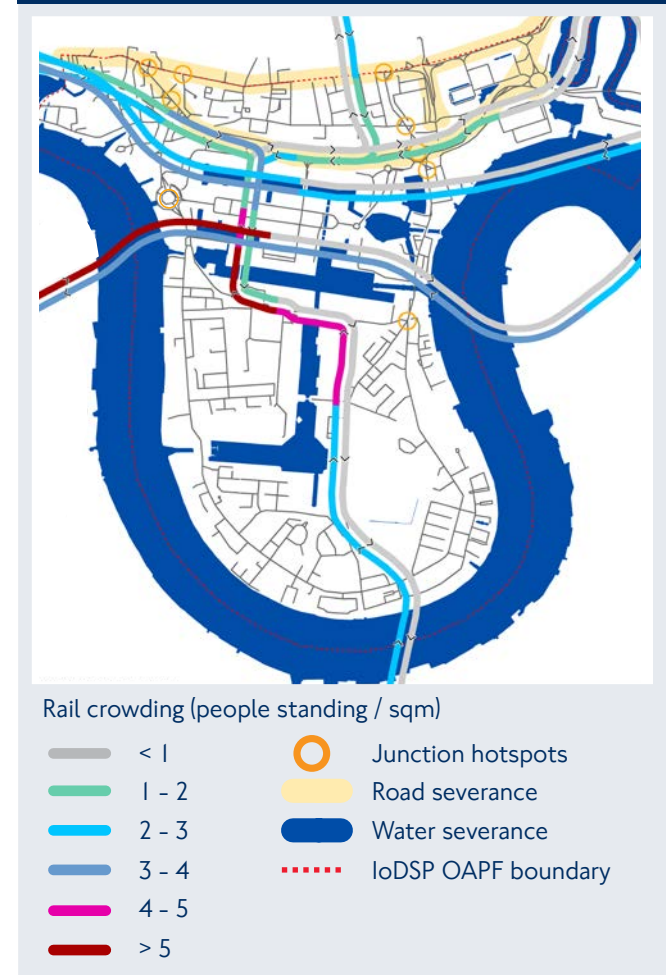 Rail crowding (people standing / sqm)
< 1
Junction hotspots
1 - 2
Road severance
2 - 3
Water severance
3 - 4
IoDSP OAPF boundary
4 - 5
> 5